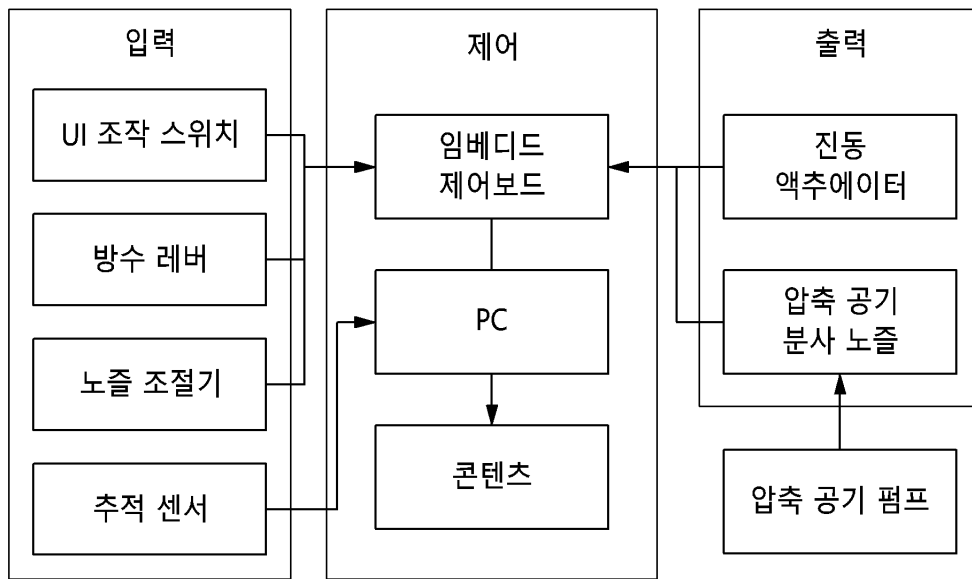 입력
UI 조작 스위치
방수 레버
노즐 조절기
추적 센서
제어
임베디드
제어보드
PC
콘텐츠
출력
진동
액추에이터
압축 공기
분사 노즐
압축 공기 펌프